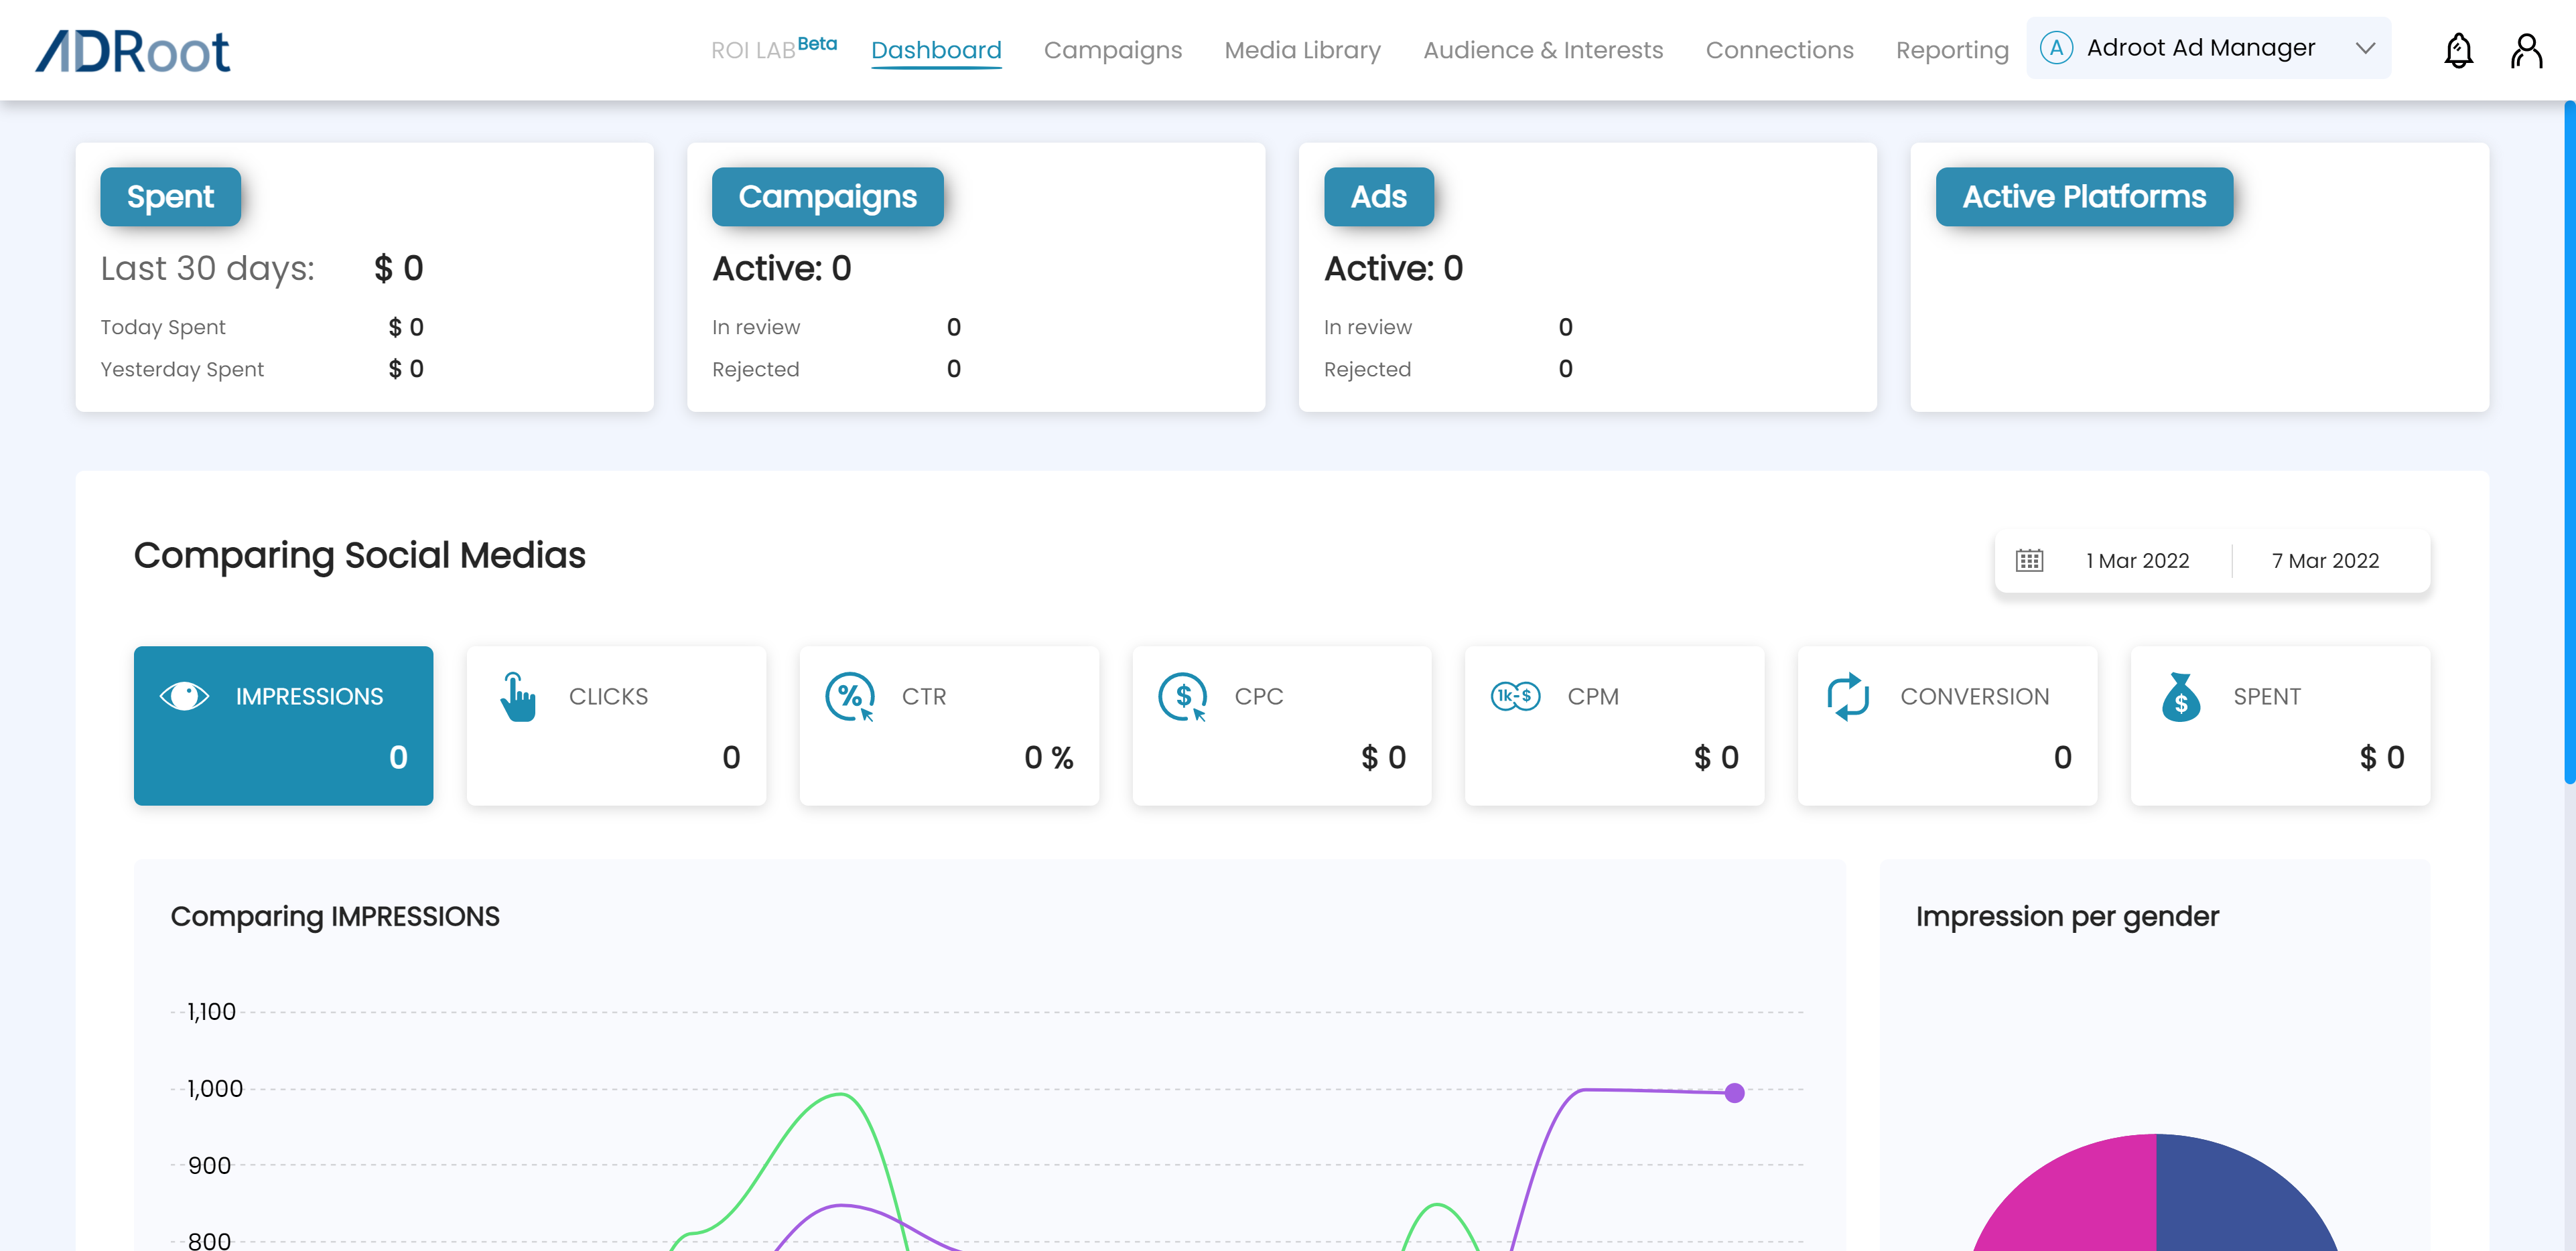 ADRoot
ROI LAB Beta Dashboard Campaigns Media Library Audience & Interests Connections Reporting A Adroot Ad Manager
Spent
Last 30 days: $ 0
Today Spent $ 0
Yesterday Spent $ 0
Campaigns
Active: 0
In review 0
Rejected 0
Ads
Active: 0
In review 0
Rejected 0
Active Platforms
Comparing Social Medias
1 Mar 2022 7 Mar 2022
IMPRESSIONS
0
CLICKS
0
% CTR
0 %
$ CPC
$ 0
1k-$ CPM
$ 0
CONVERSION
0
$ SPENT
$ 0
Comparing IMPRESSIONS
1,100
1,000
900
800
Impression per gender